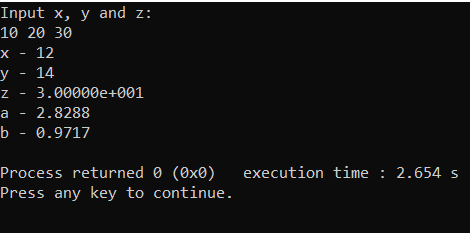 Input x, y and z:
10 20 30
x - 12
y - 14
z - 3.00000e+001
a - 2.8288
b - 0.9717
Process returned 0 (0x0)   execution time : 2.654 s
Press any key to continue.